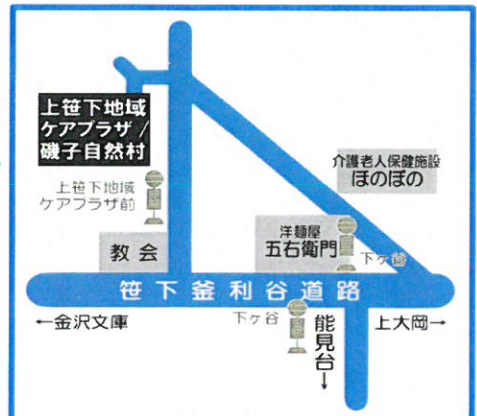 上笹下地域
ケアプラザ/
磯子自然村
上笹下地域
ケアプラザ前
介護老人保健施設
ほのぼの
教会
洋麺屋
五右衛門
下ヶ谷
笹下釜利谷道路
←金沢文庫
下ヶ谷
能見台→
上大岡→